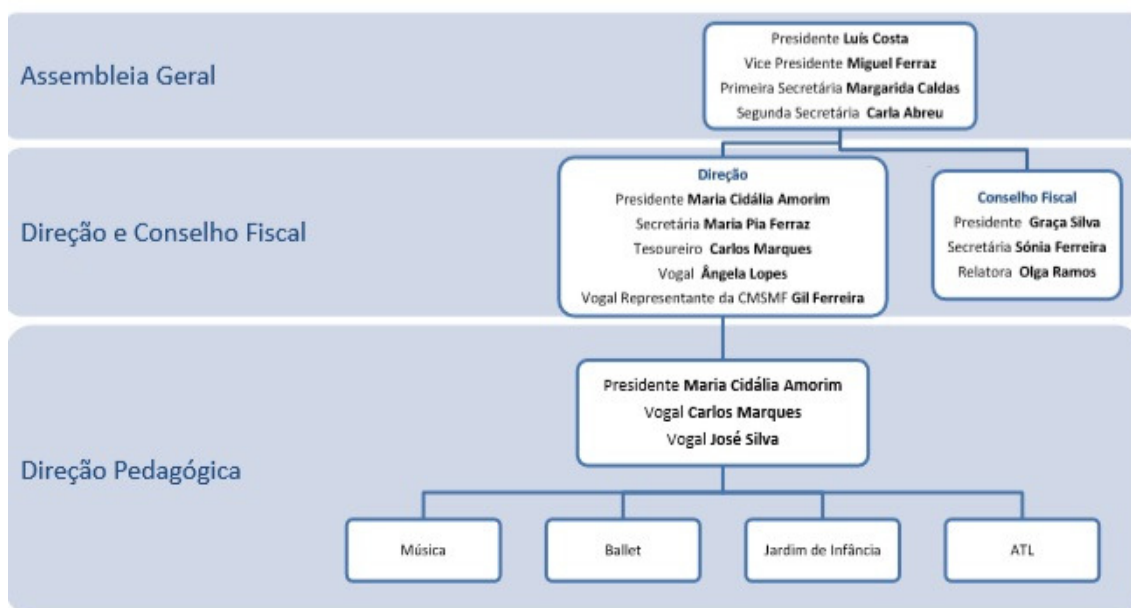 Assembleia Geral
Presidente Luís Costa
Vice Presidente Miguel Ferraz
Primeira Secretária Margarida Caldas
Segunda Secretária Carla Abreu
Direção e Conselho Fiscal
Direção
Presidente Maria Cidália Amorim
Secretária Maria Pia Ferraz
Tesoureiro Carlos Marques
Vogal Ângela Lopes
Vogal Representante da CMSMF Gil Ferreira
Conselho Fiscal
Presidente Graça Silva
Secretária Sónia Ferreira
Relatora Olga Ramos
Direção Pedagógica
Presidente Maria Cidália Amorim
Vogal Carlos Marques
Vogal José Silva
Música
Ballet
Jardim de Infância
ATL